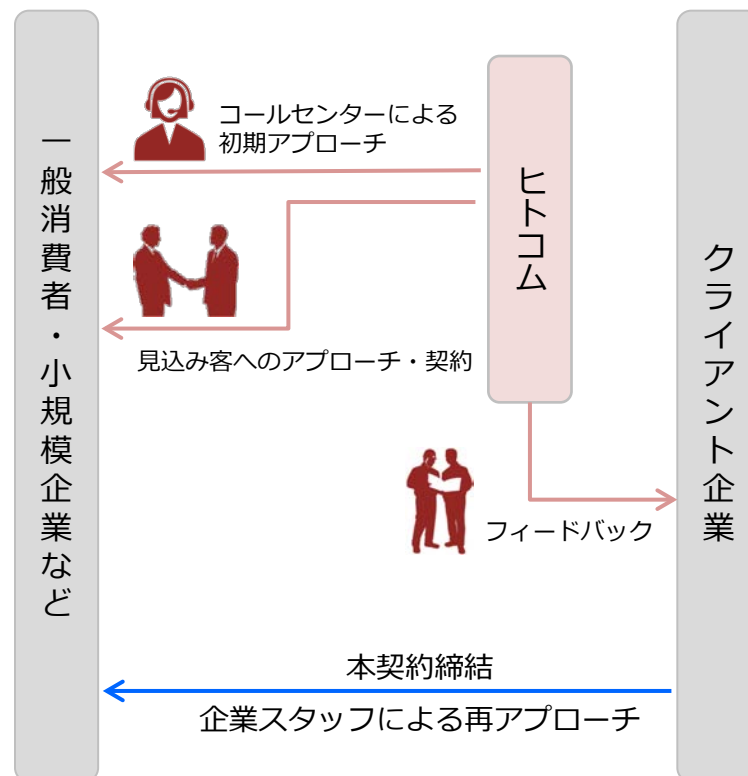 一般消費者・小規模企業など
コールセンターによる
初期アプローチ
見込み客へのアプローチ・契約
ヒトコム
フィードバック
クライアント企業
本契約締結
企業スタッフによる再アプローチ